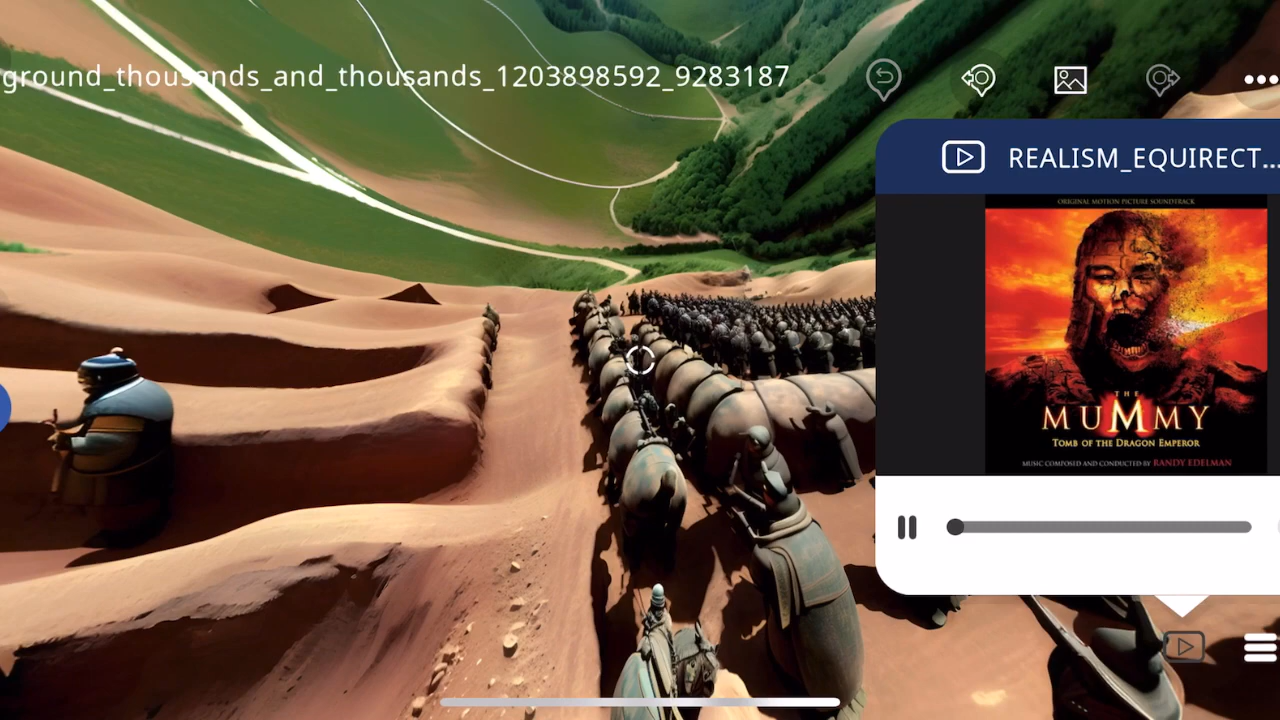 ground_thousands_and_thousands_1203898592_9283187
REALISM_EQUIRECT...
ORIGINAL MOTION PICTURE SOUNDTRACK
THE
MUMMY
TOMB OF THE DRAGON EMPEROR
MUSIC COMPOSED AND CONDUCTED BY RANDY EDELMAN